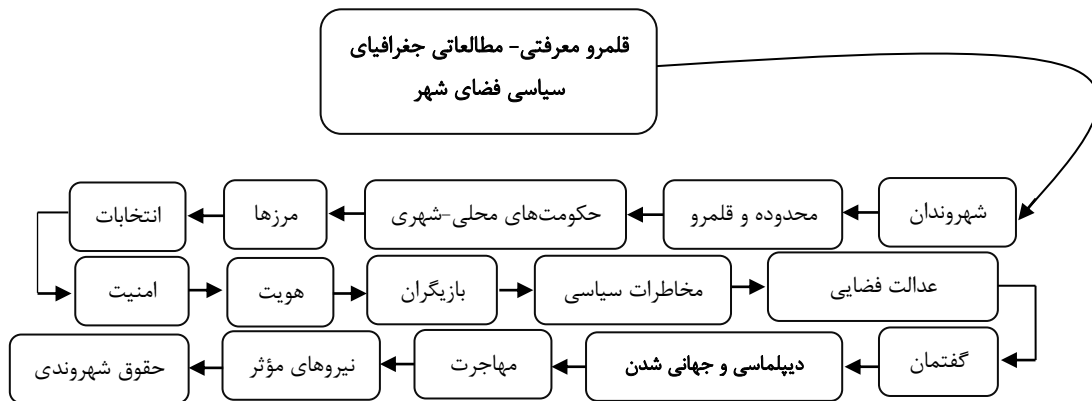 قلمرو معرفتی- مطالعاتی جغرافیای
سیاسی فضای شهر
شهروندان
محدوده و قلمرو
حکومت‌های محلی-شهری
مرزها
انتخابات
امنیت
هویت
بازیگران
مخاطرات سیاسی
عدالت فضایی
گفتمان
دیپلماسی و جهانی شدن
مهاجرت
نیروهای مؤثر
حقوق شهروندی